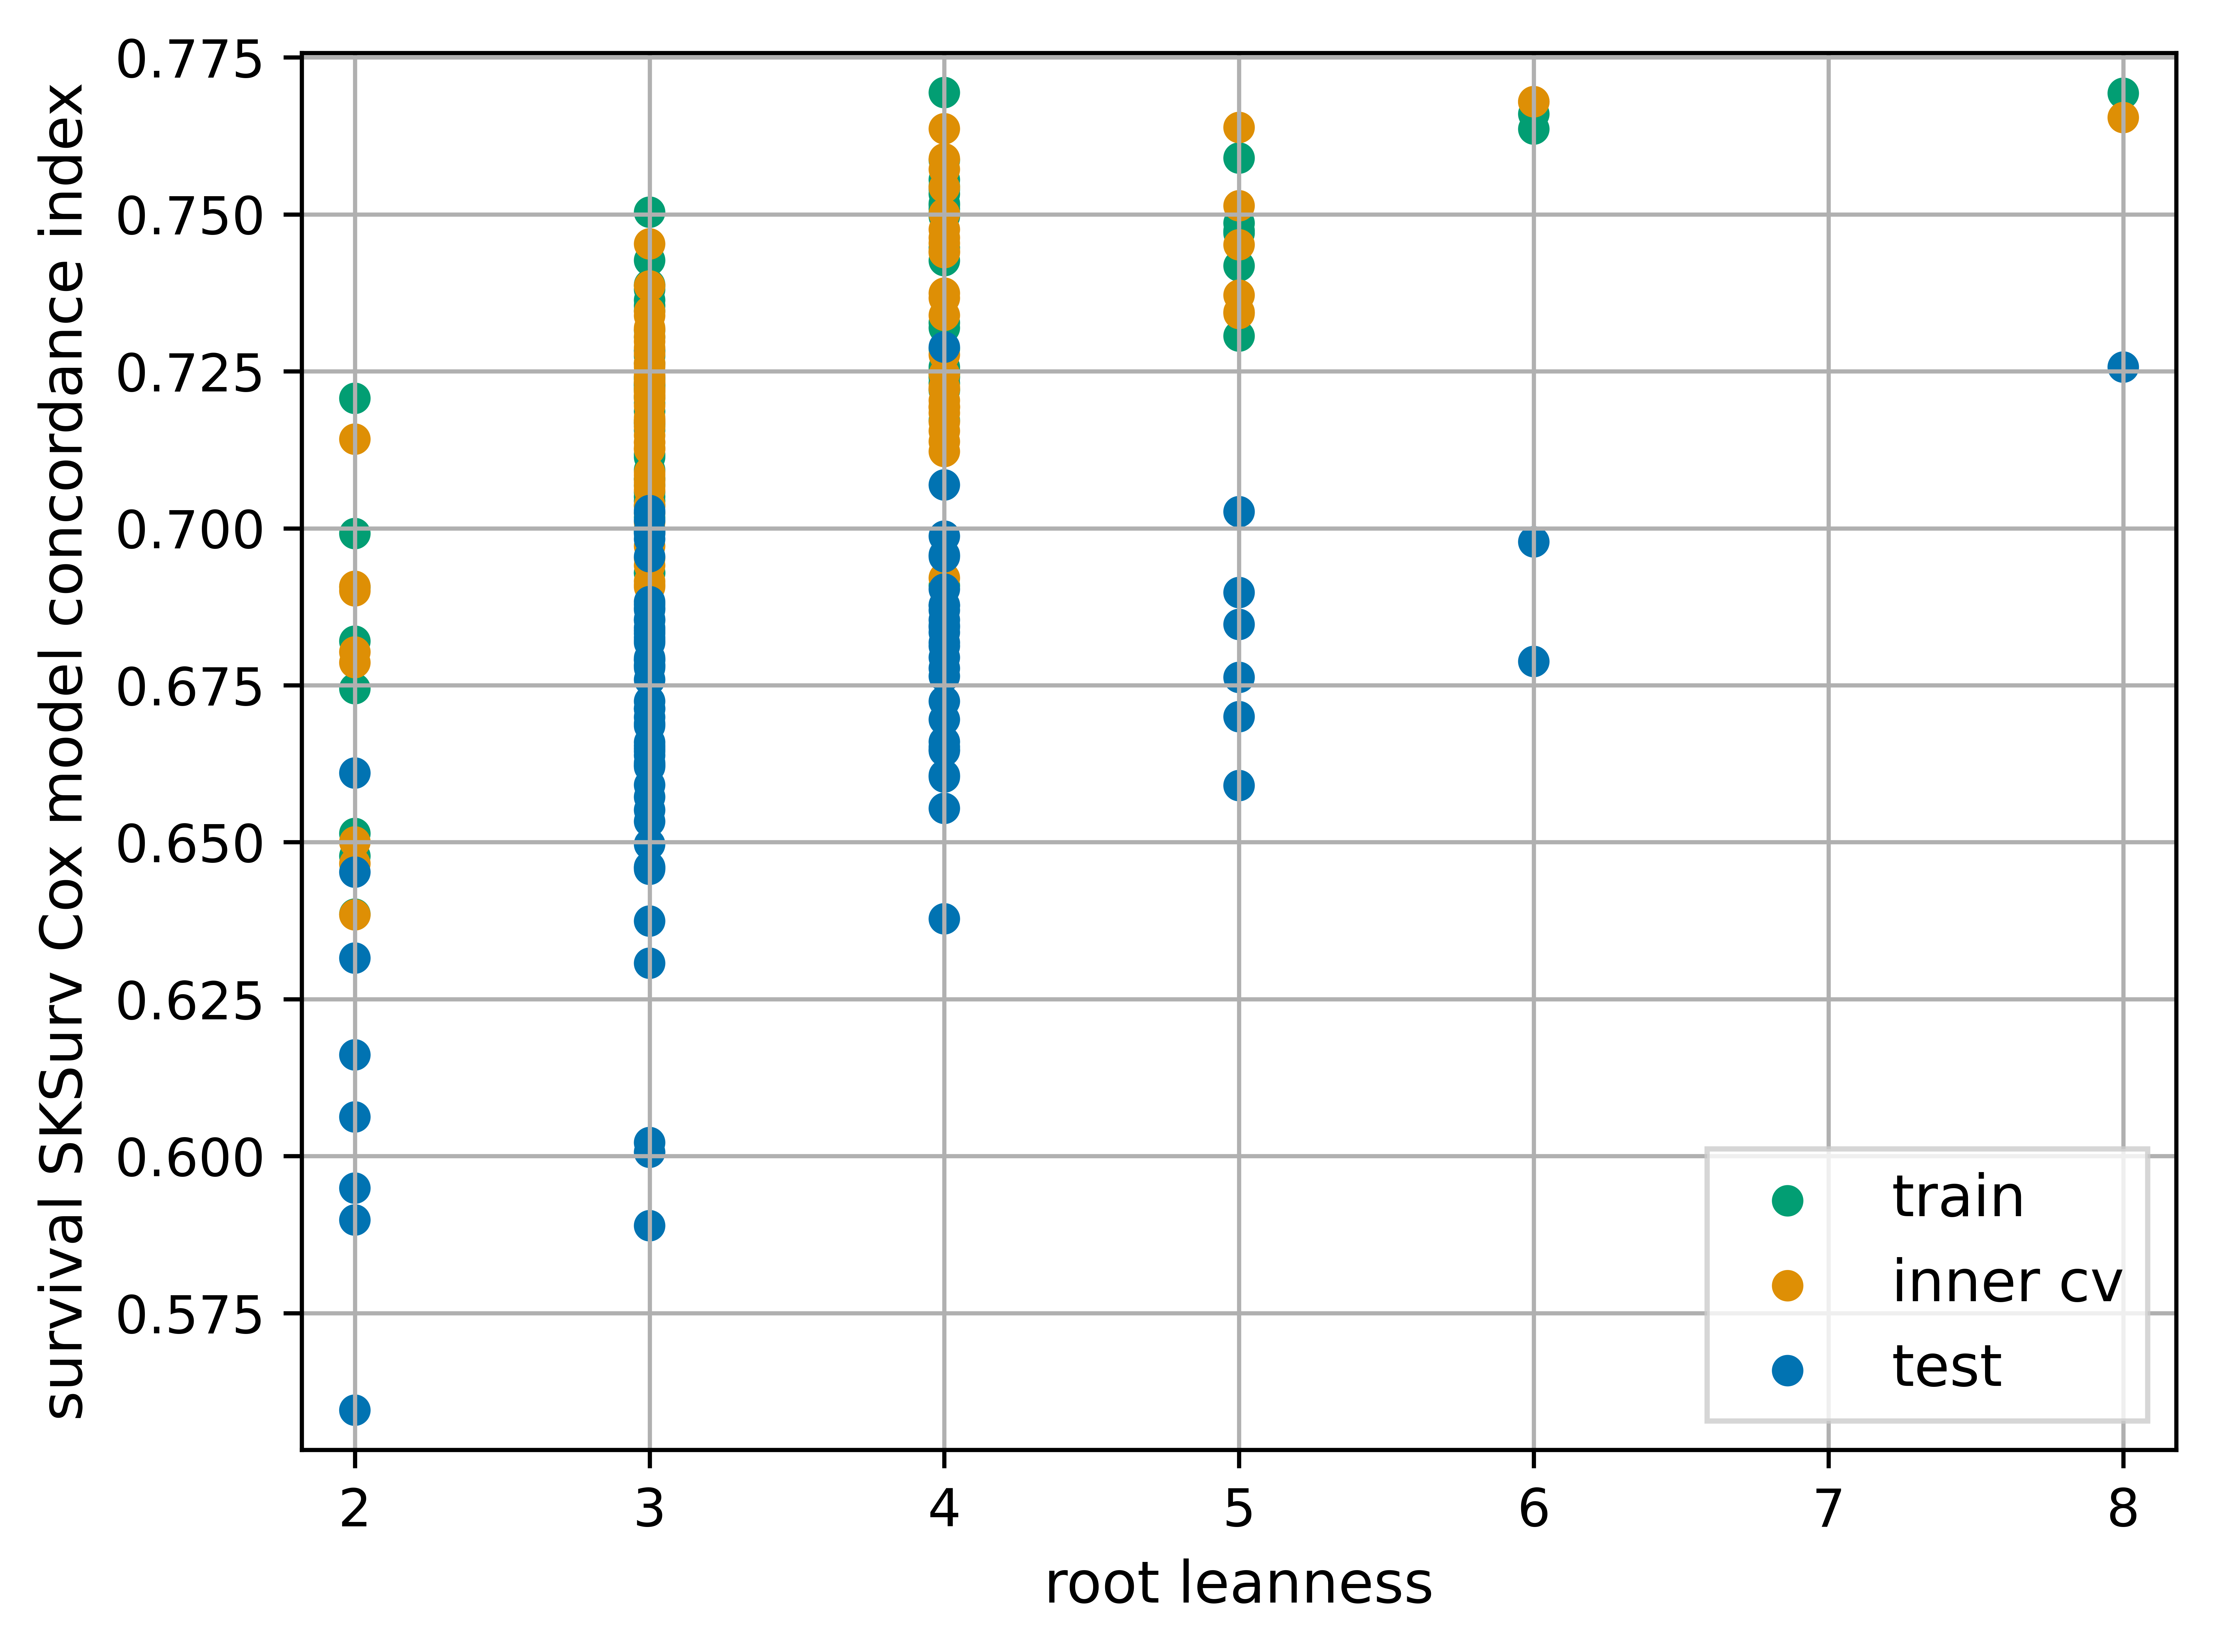 survival SKSurv Cox model concordance index
0.775
0.750
0.725
0.700
0.675
0.650
0.625
0.600
0.575
train
inner cv
test
2 3 4 5 6 7 8
root leanness